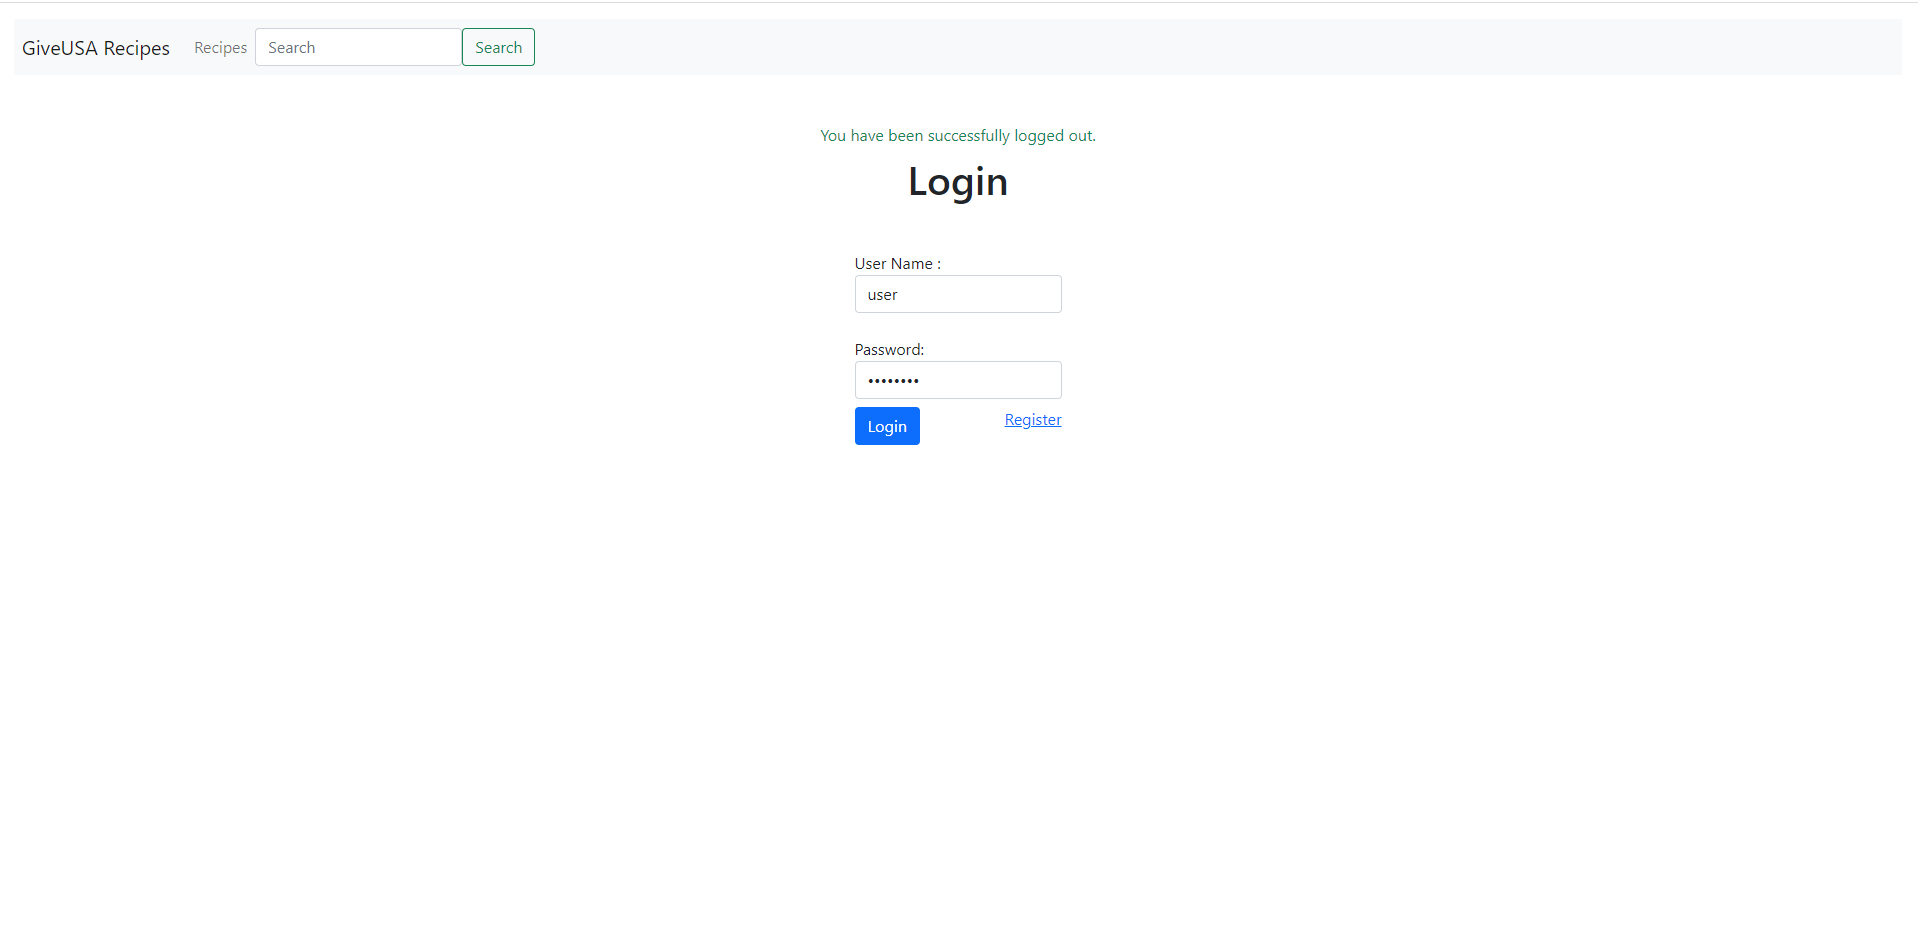 GiveUSA Recipes Recipes Search Search
You have been successfully logged out.
Login
User Name :
user
Password:
••••••••
Login Register